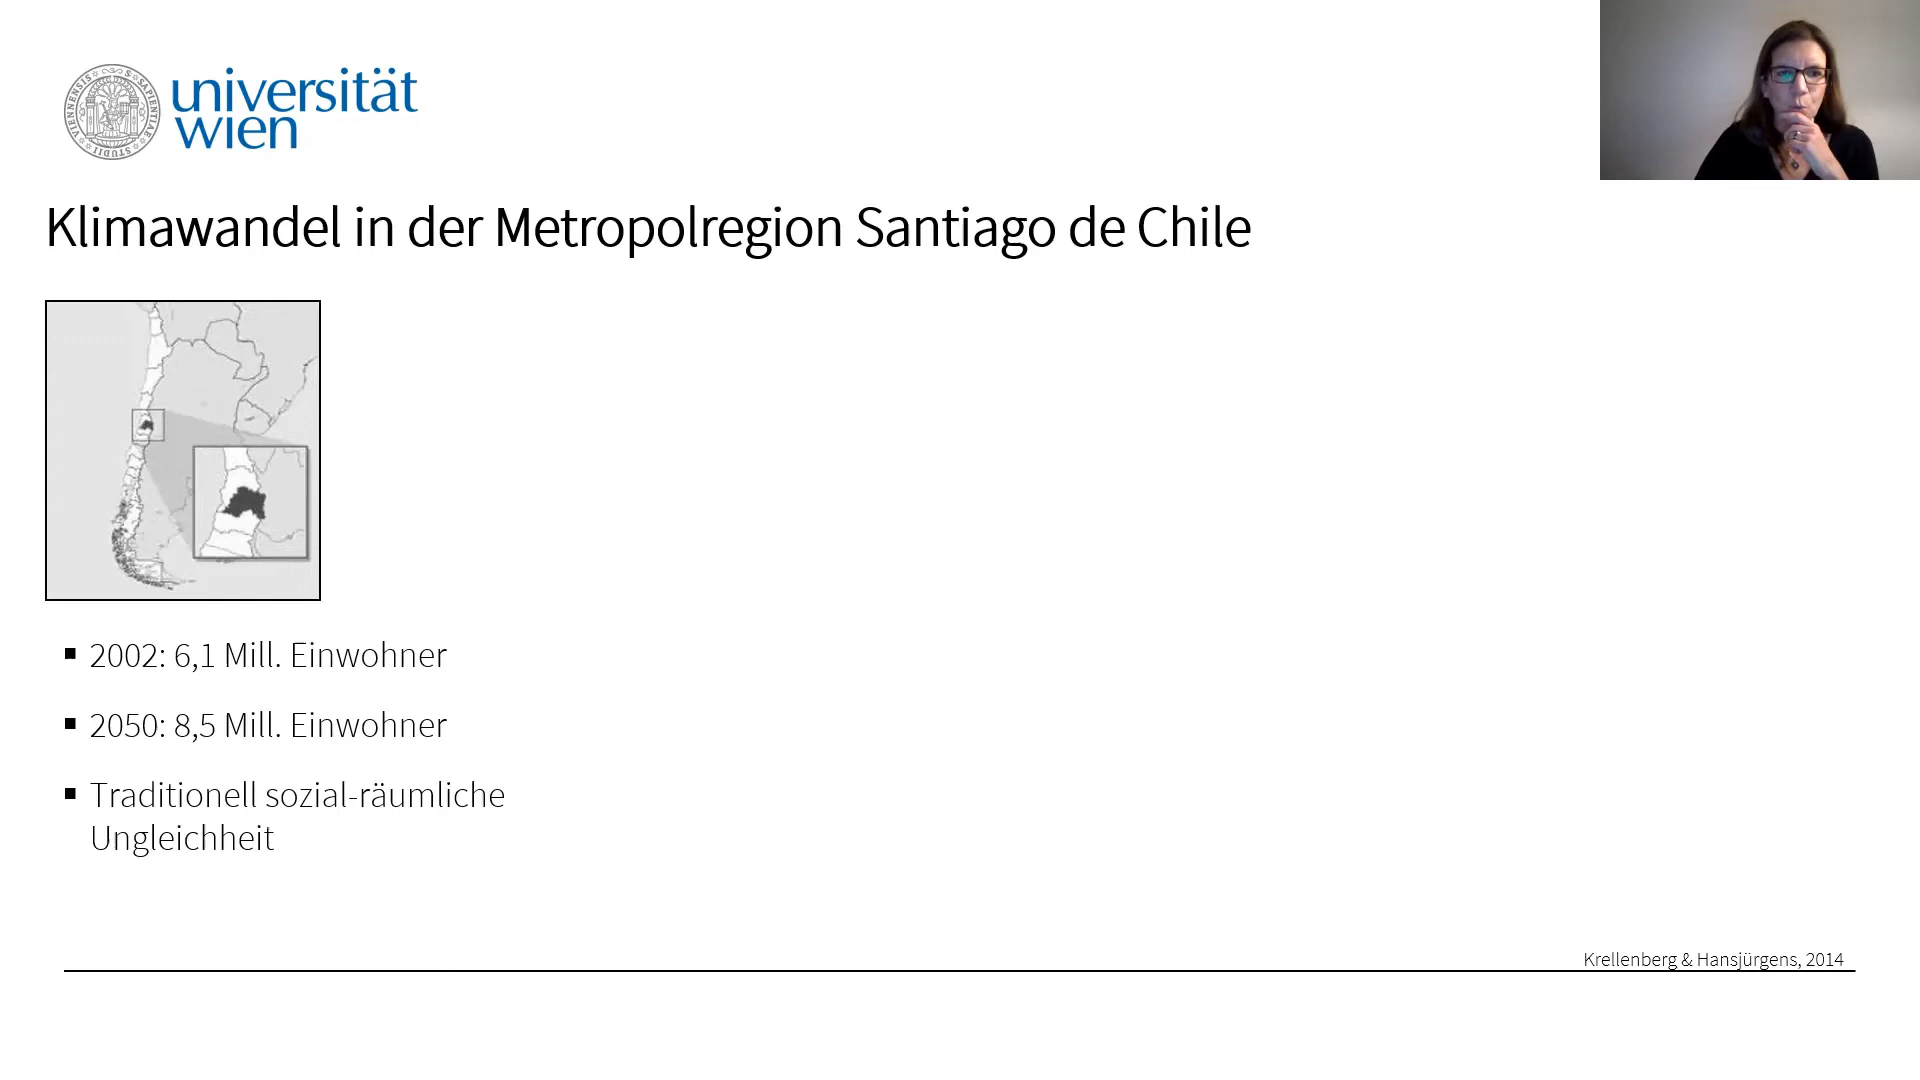 universität
wien
Klimawandel in der Metropolregion Santiago de Chile
▪ 2002: 6,1 Mill. Einwohner
▪ 2050: 8,5 Mill. Einwohner
▪ Traditionell sozial-räumliche
Ungleichheit
Krellenberg & Hansjürgens, 2014